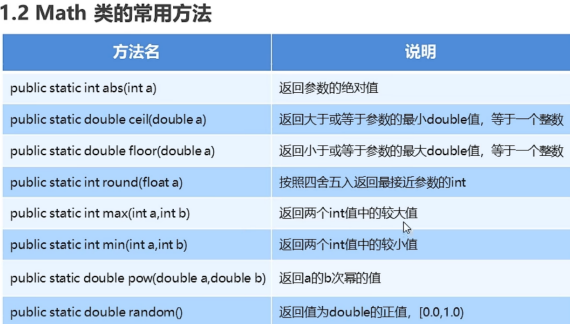 1.2 Math 类的常用方法
方法名 说明
public static int abs(int a) 返回参数的绝对值
public static double ceil(double a) 返回大于或等于参数的最小double值，等于一个整数
public static double floor(double a) 返回小于或等于参数的最大double值，等于一个整数
public static int round(float a) 按照四舍五入返回最接近参数的int
public static int max(int a,int b) 返回两个int值中的较大值
public static int min(int a,int b) 返回两个int值中的较小值
public static double pow(double a,double b) 返回a的b次幂的值
public static double random() 返回值为double的正值，[0.0,1.0)